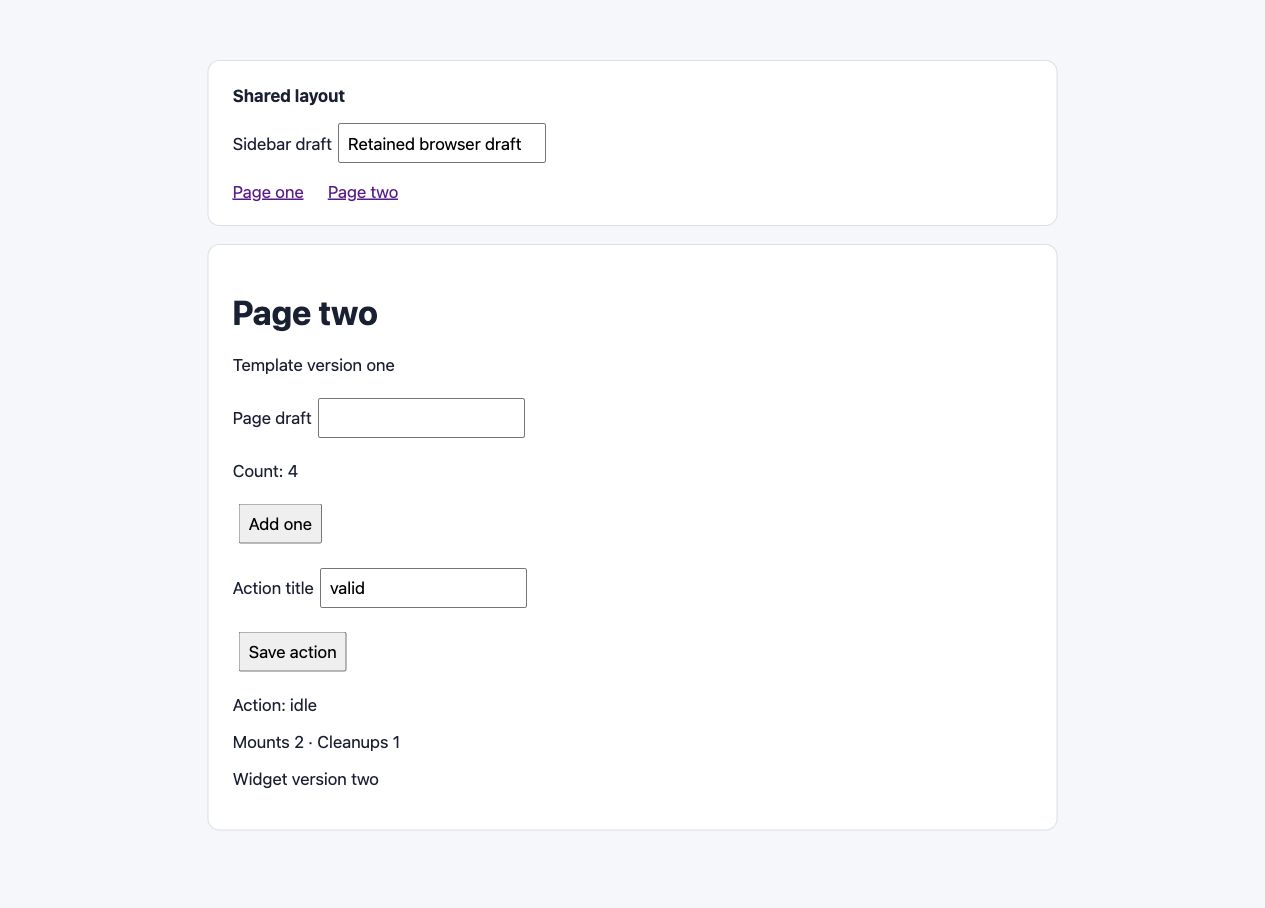 Shared layout
Sidebar draft Retained browser draft
Page one Page two
Page two
Template version one
Page draft
Count: 4
Add one
Action title valid
Save action
Action: idle
Mounts 2 · Cleanups 1
Widget version two